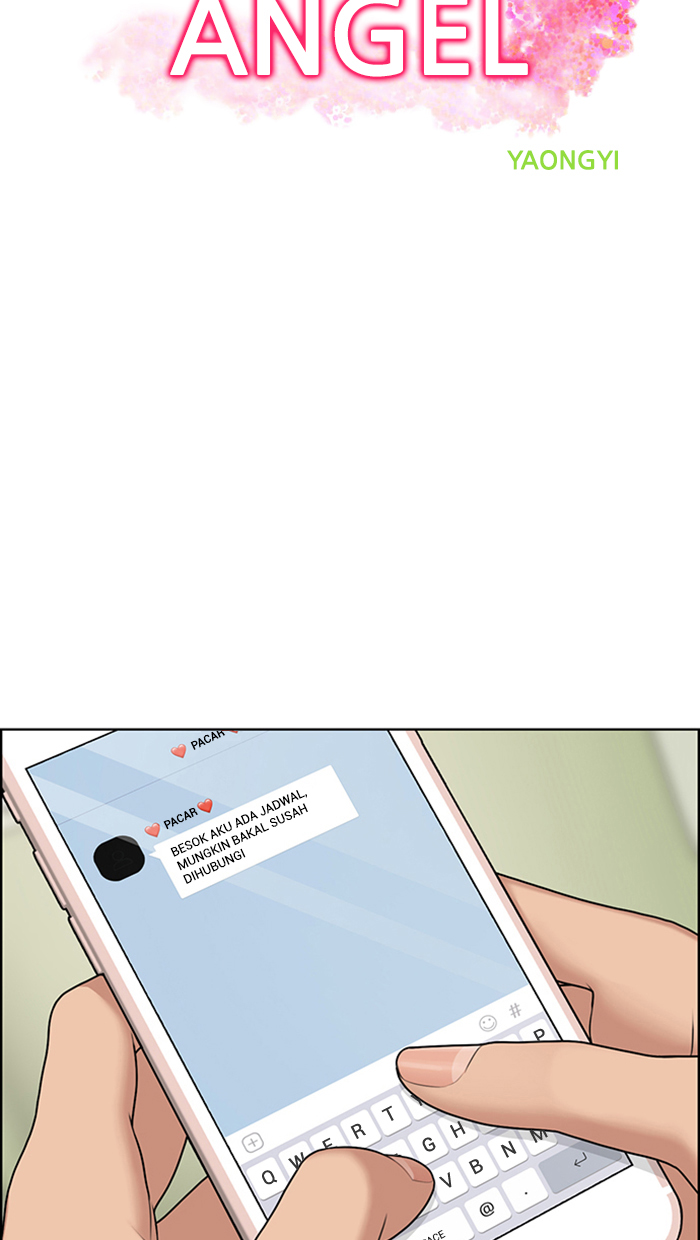 ANGEL
YAONGYI
❤️ PACAR
❤️ PACAR ❤️
BESOK AKU ADA JADWAL,
MUNGKIN BAKAL SUSAH
DIHUBUNGI
#
P
Q W E R T
G H
V B N M
@ .